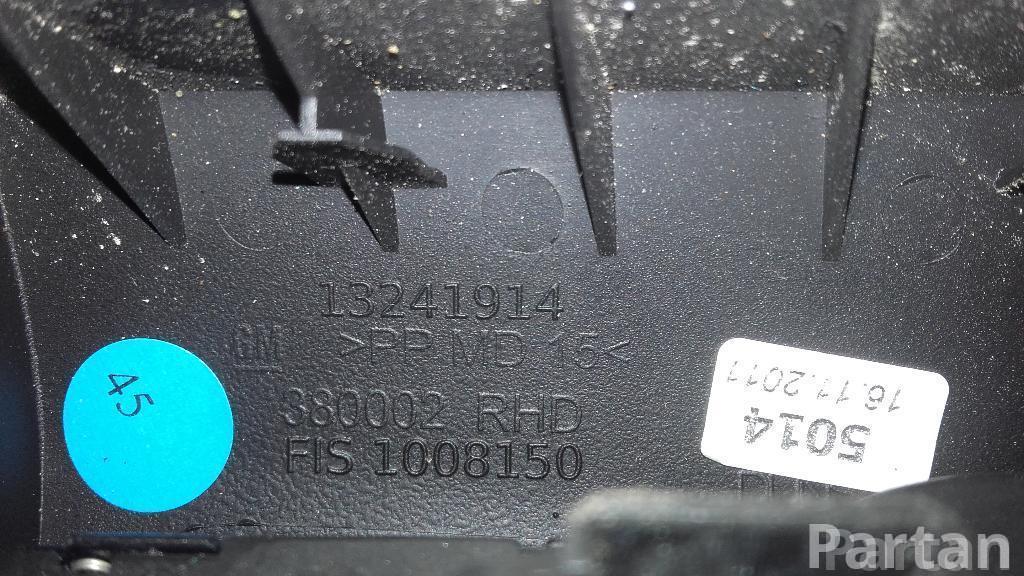 13241914
GM >PP MD 15<
380002 RHD
FIS 1008150
45
5014
16.11.2011
Partan